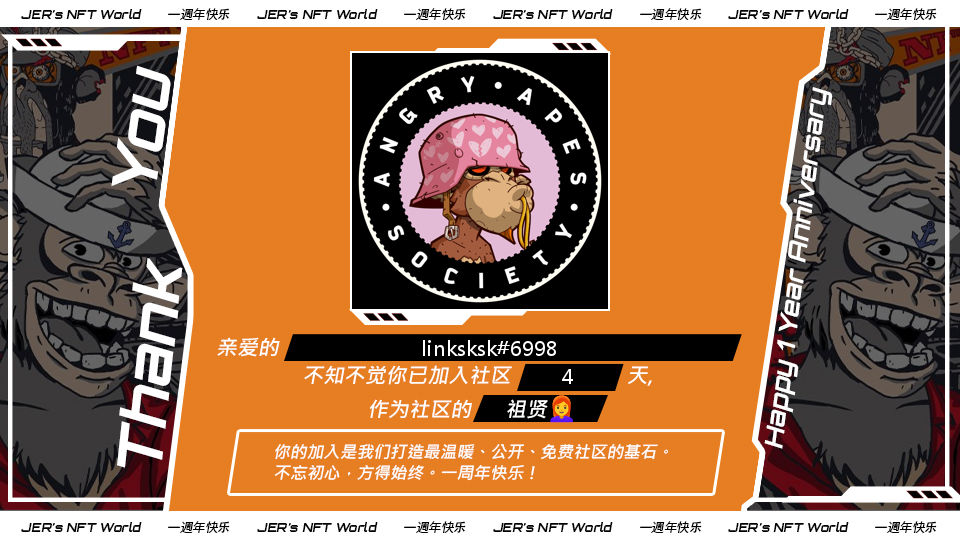 JER's NFT World 一週年快乐 JER's NFT World 一週年快乐 JER's NFT World 一週年快乐 JER's NFT World 一週年快乐
Thank You
ANGRY • APES • SOCIETY •
Happy 1 Year Anniversary
亲爱的 linksksk#6998
不知不觉你已加入社区 4 天,
作为社区的 祖贤👩‍🦰
你的加入是我们打造最温暖、公开、免费社区的基石。
不忘初心，方得始终。一周年快乐！
JER's NFT World 一週年快乐 JER's NFT World 一週年快乐 JER's NFT World 一週年快乐 JER's NFT World 一週年快乐